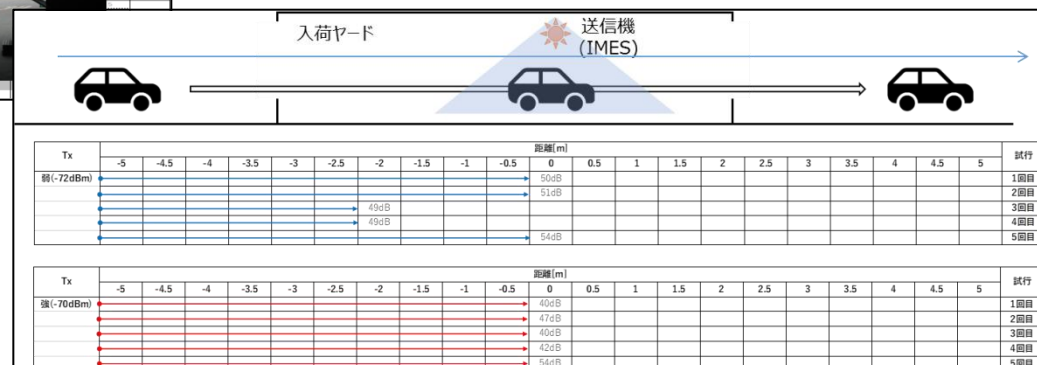 入荷ヤード
送信機
(IMES)
Tx 距離[m] 試行
-5 -4.5 -4 -3.5 -3 -2.5 -2 -1.5 -1 -0.5 0 0.5 1 1.5 2 2.5 3 3.5 4 4.5 5
弱(-72dBm) 50dB 1回目
51dB 2回目
49dB 3回目
49dB 4回目
54dB 5回目
Tx 距離[m] 試行
-5 -4.5 -4 -3.5 -3 -2.5 -2 -1.5 -1 -0.5 0 0.5 1 1.5 2 2.5 3 3.5 4 4.5 5
強(-70dBm) 40dB 1回目
47dB 2回目
40dB 3回目
42dB 4回目
54dB 5回目